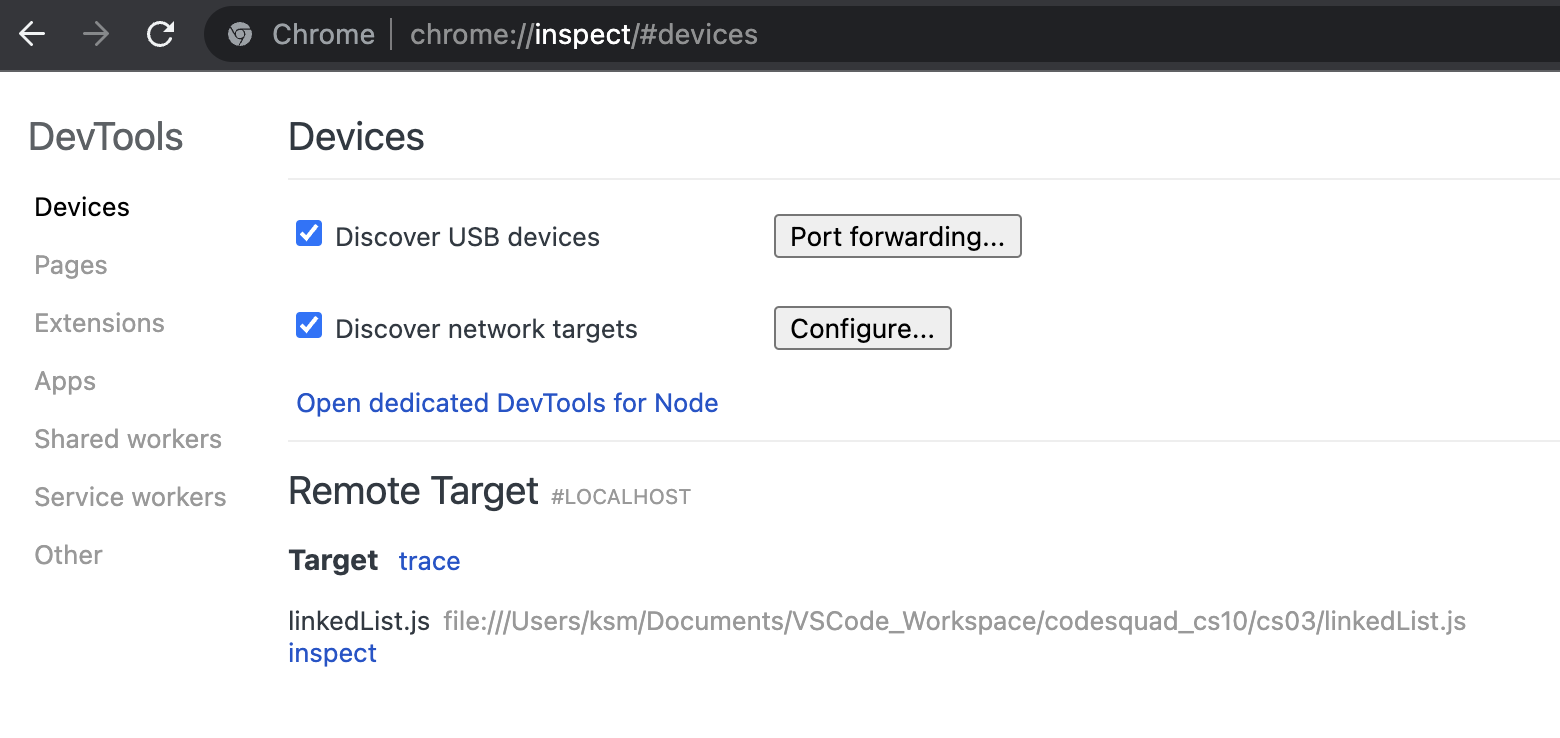 Chrome chrome://inspect/#devices
DevTools
Devices
Pages
Extensions
Apps
Shared workers
Service workers
Other
Devices
Discover USB devices Port forwarding...
Discover network targets Configure...
Open dedicated DevTools for Node
Remote Target #LOCALHOST
Target trace
linkedList.js file:///Users/ksm/Documents/VSCode_Workspace/codesquad_cs10/cs03/linkedList.js
inspect